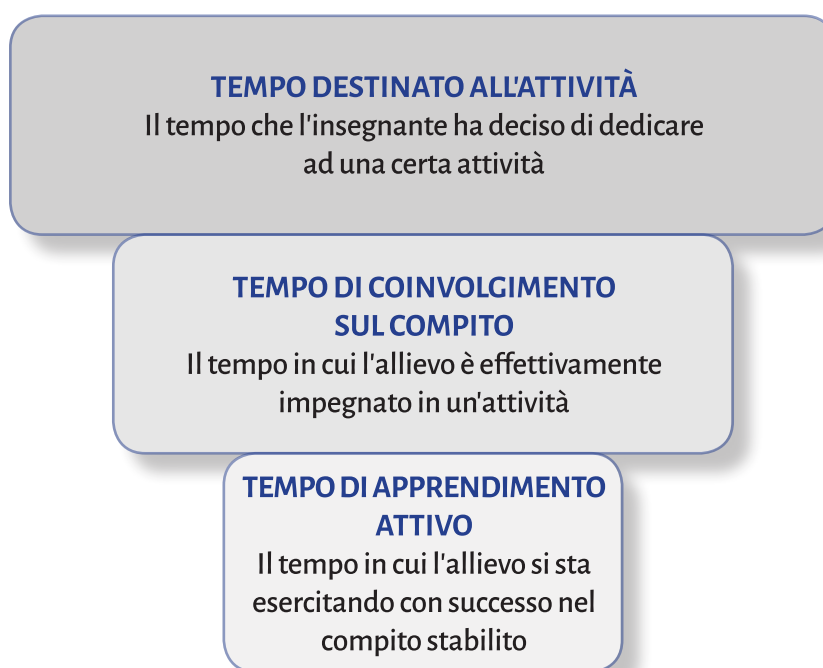 TEMPO DESTINATO ALL'ATTIVITÀ
Il tempo che l'insegnante ha deciso di dedicare
ad una certa attività
TEMPO DI COINVOLGIMENTO
SUL COMPITO
Il tempo in cui l'allievo è effettivamente
impegnato in un'attività
TEMPO DI APPRENDIMENTO
ATTIVO
Il tempo in cui l'allievo si sta
esercitando con successo nel
compito stabilito